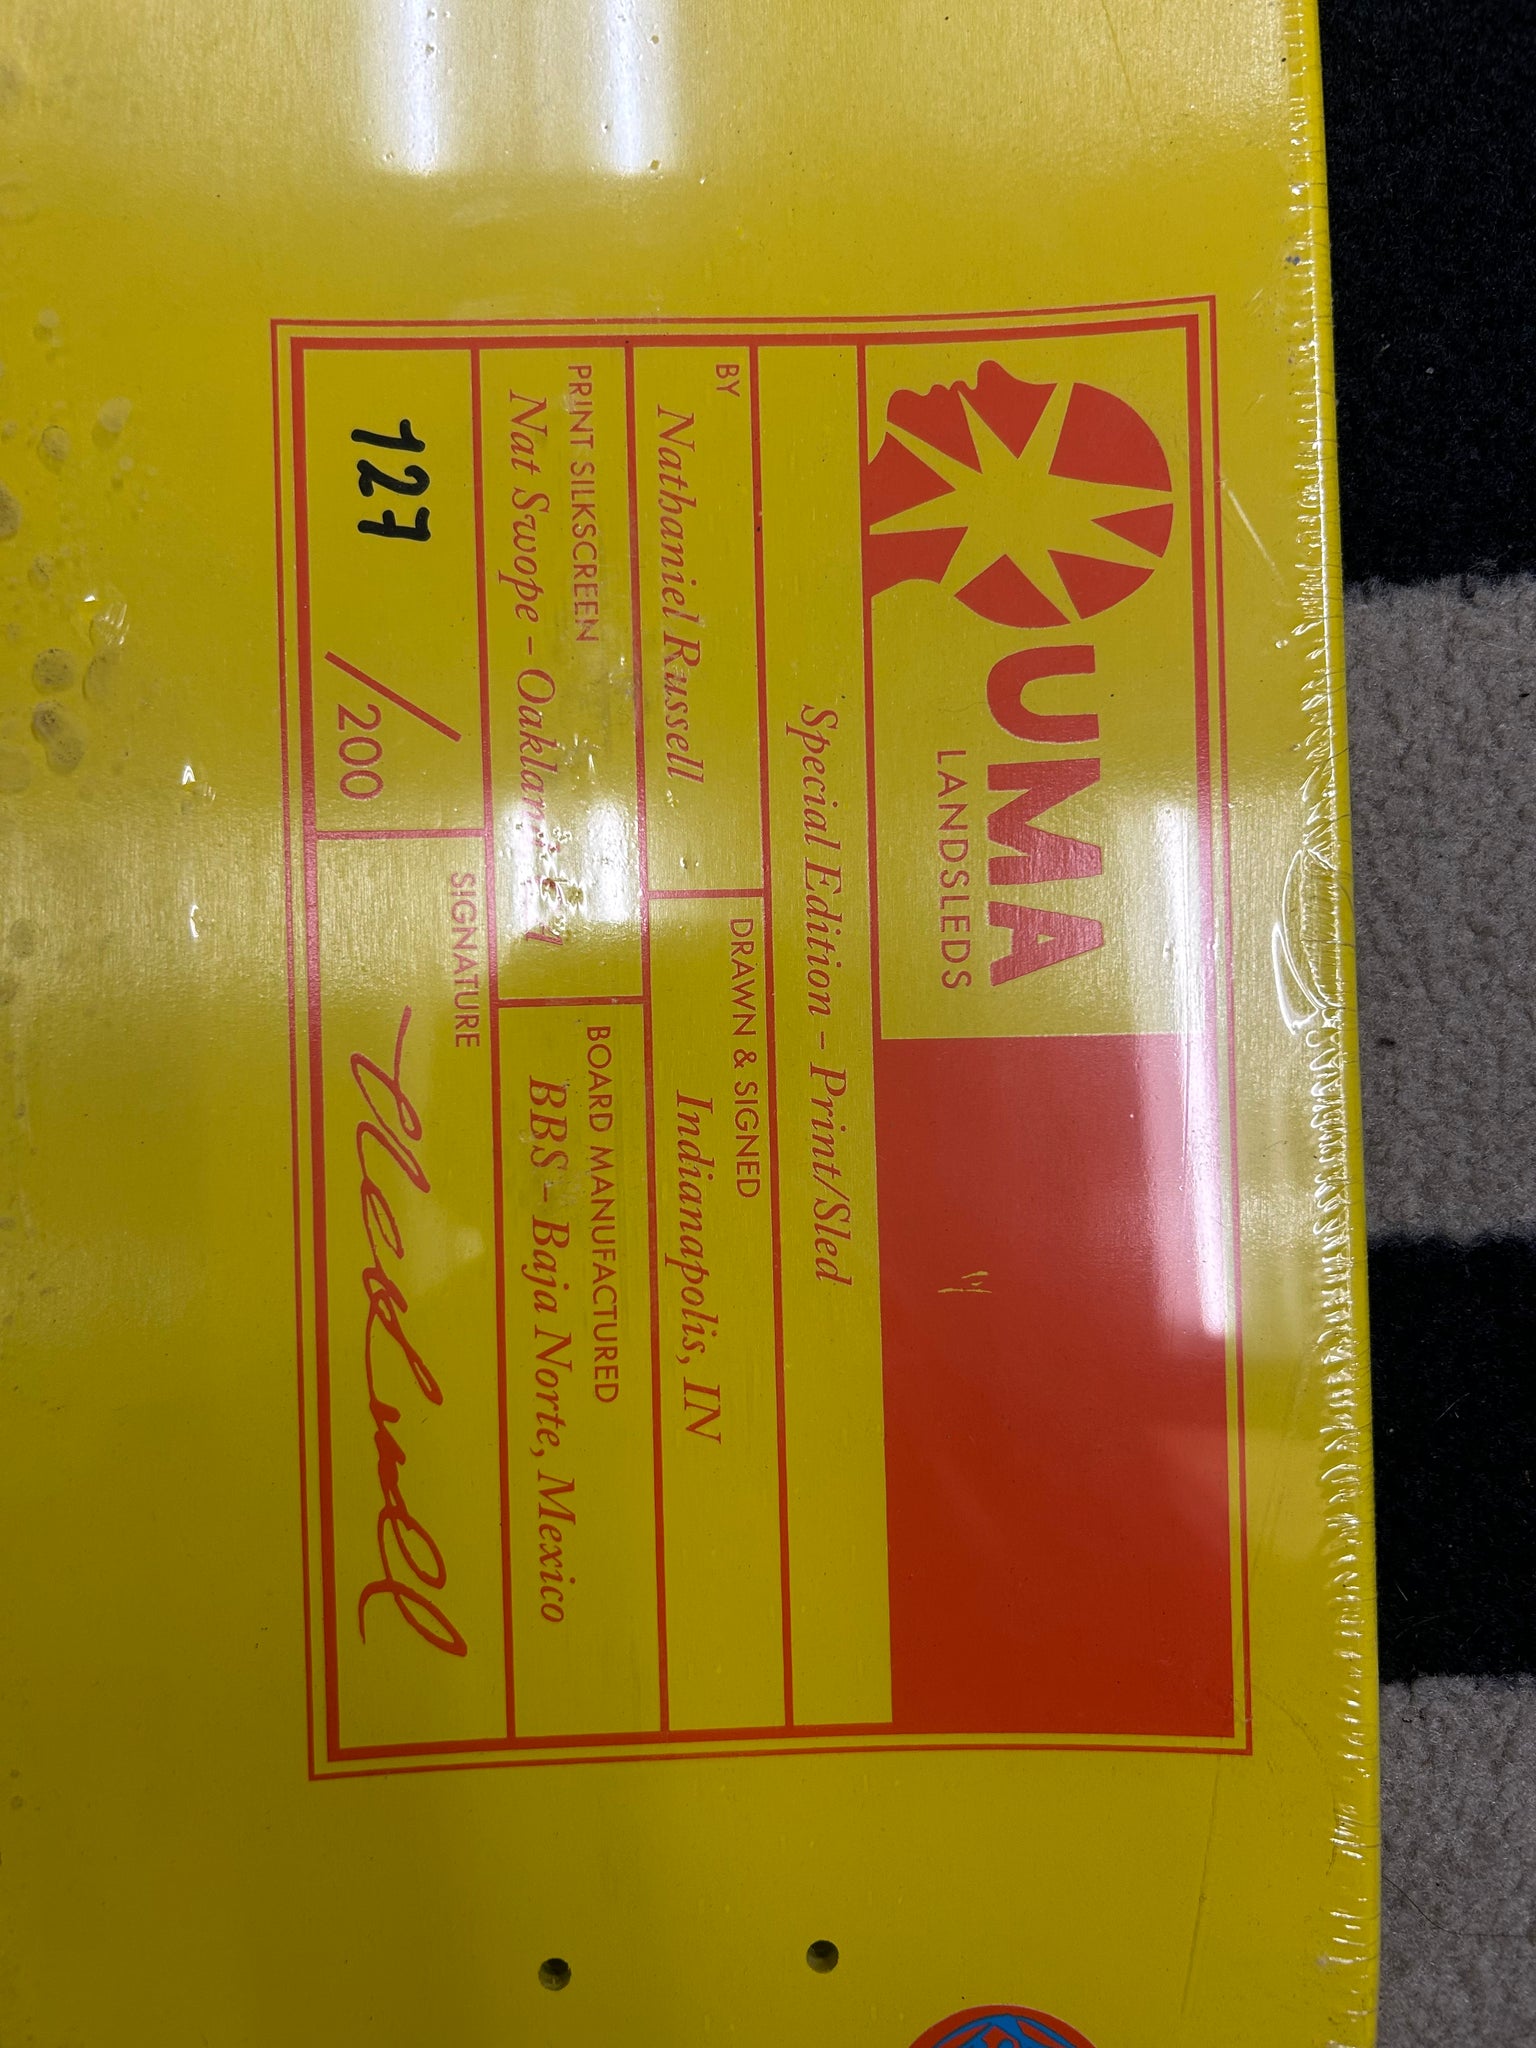 UMA
LANDSLEDS
Special Edition - Print/Sled
BY
Nathaniel Russell
DRAWN & SIGNED
Indianapolis, IN
PRINT SILKSCREEN
Nat Swope - Oakland, CA
BOARD MANUFACTURED
BBS - Baja Norte, Mexico
127 /200
SIGNATURE